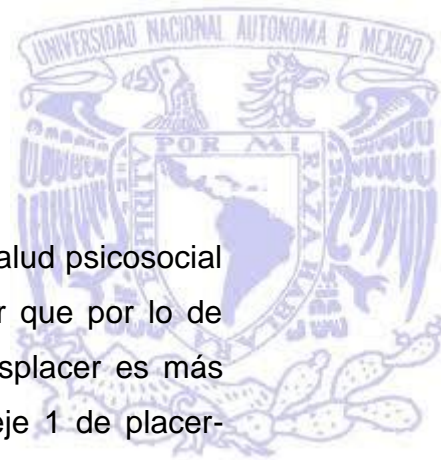 UNIVERSIDAD NACIONAL AUTONOMA
MEXICO
POR MI
RAZA
alud psicosocial
r que por lo de
splacer es más
eje 1 de placer-